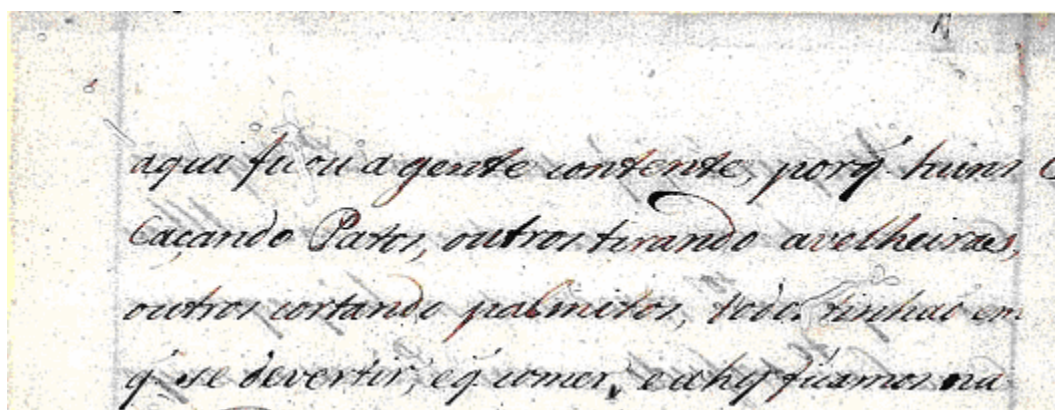 aqui ficou a gente contente, porq̃ huns
Caçando Patos, outros tirando avelheiras,
outros cortando palmitos, todos tinhaõ em
q̃ se devertir, e q̃ comer, e ahy ficamos na